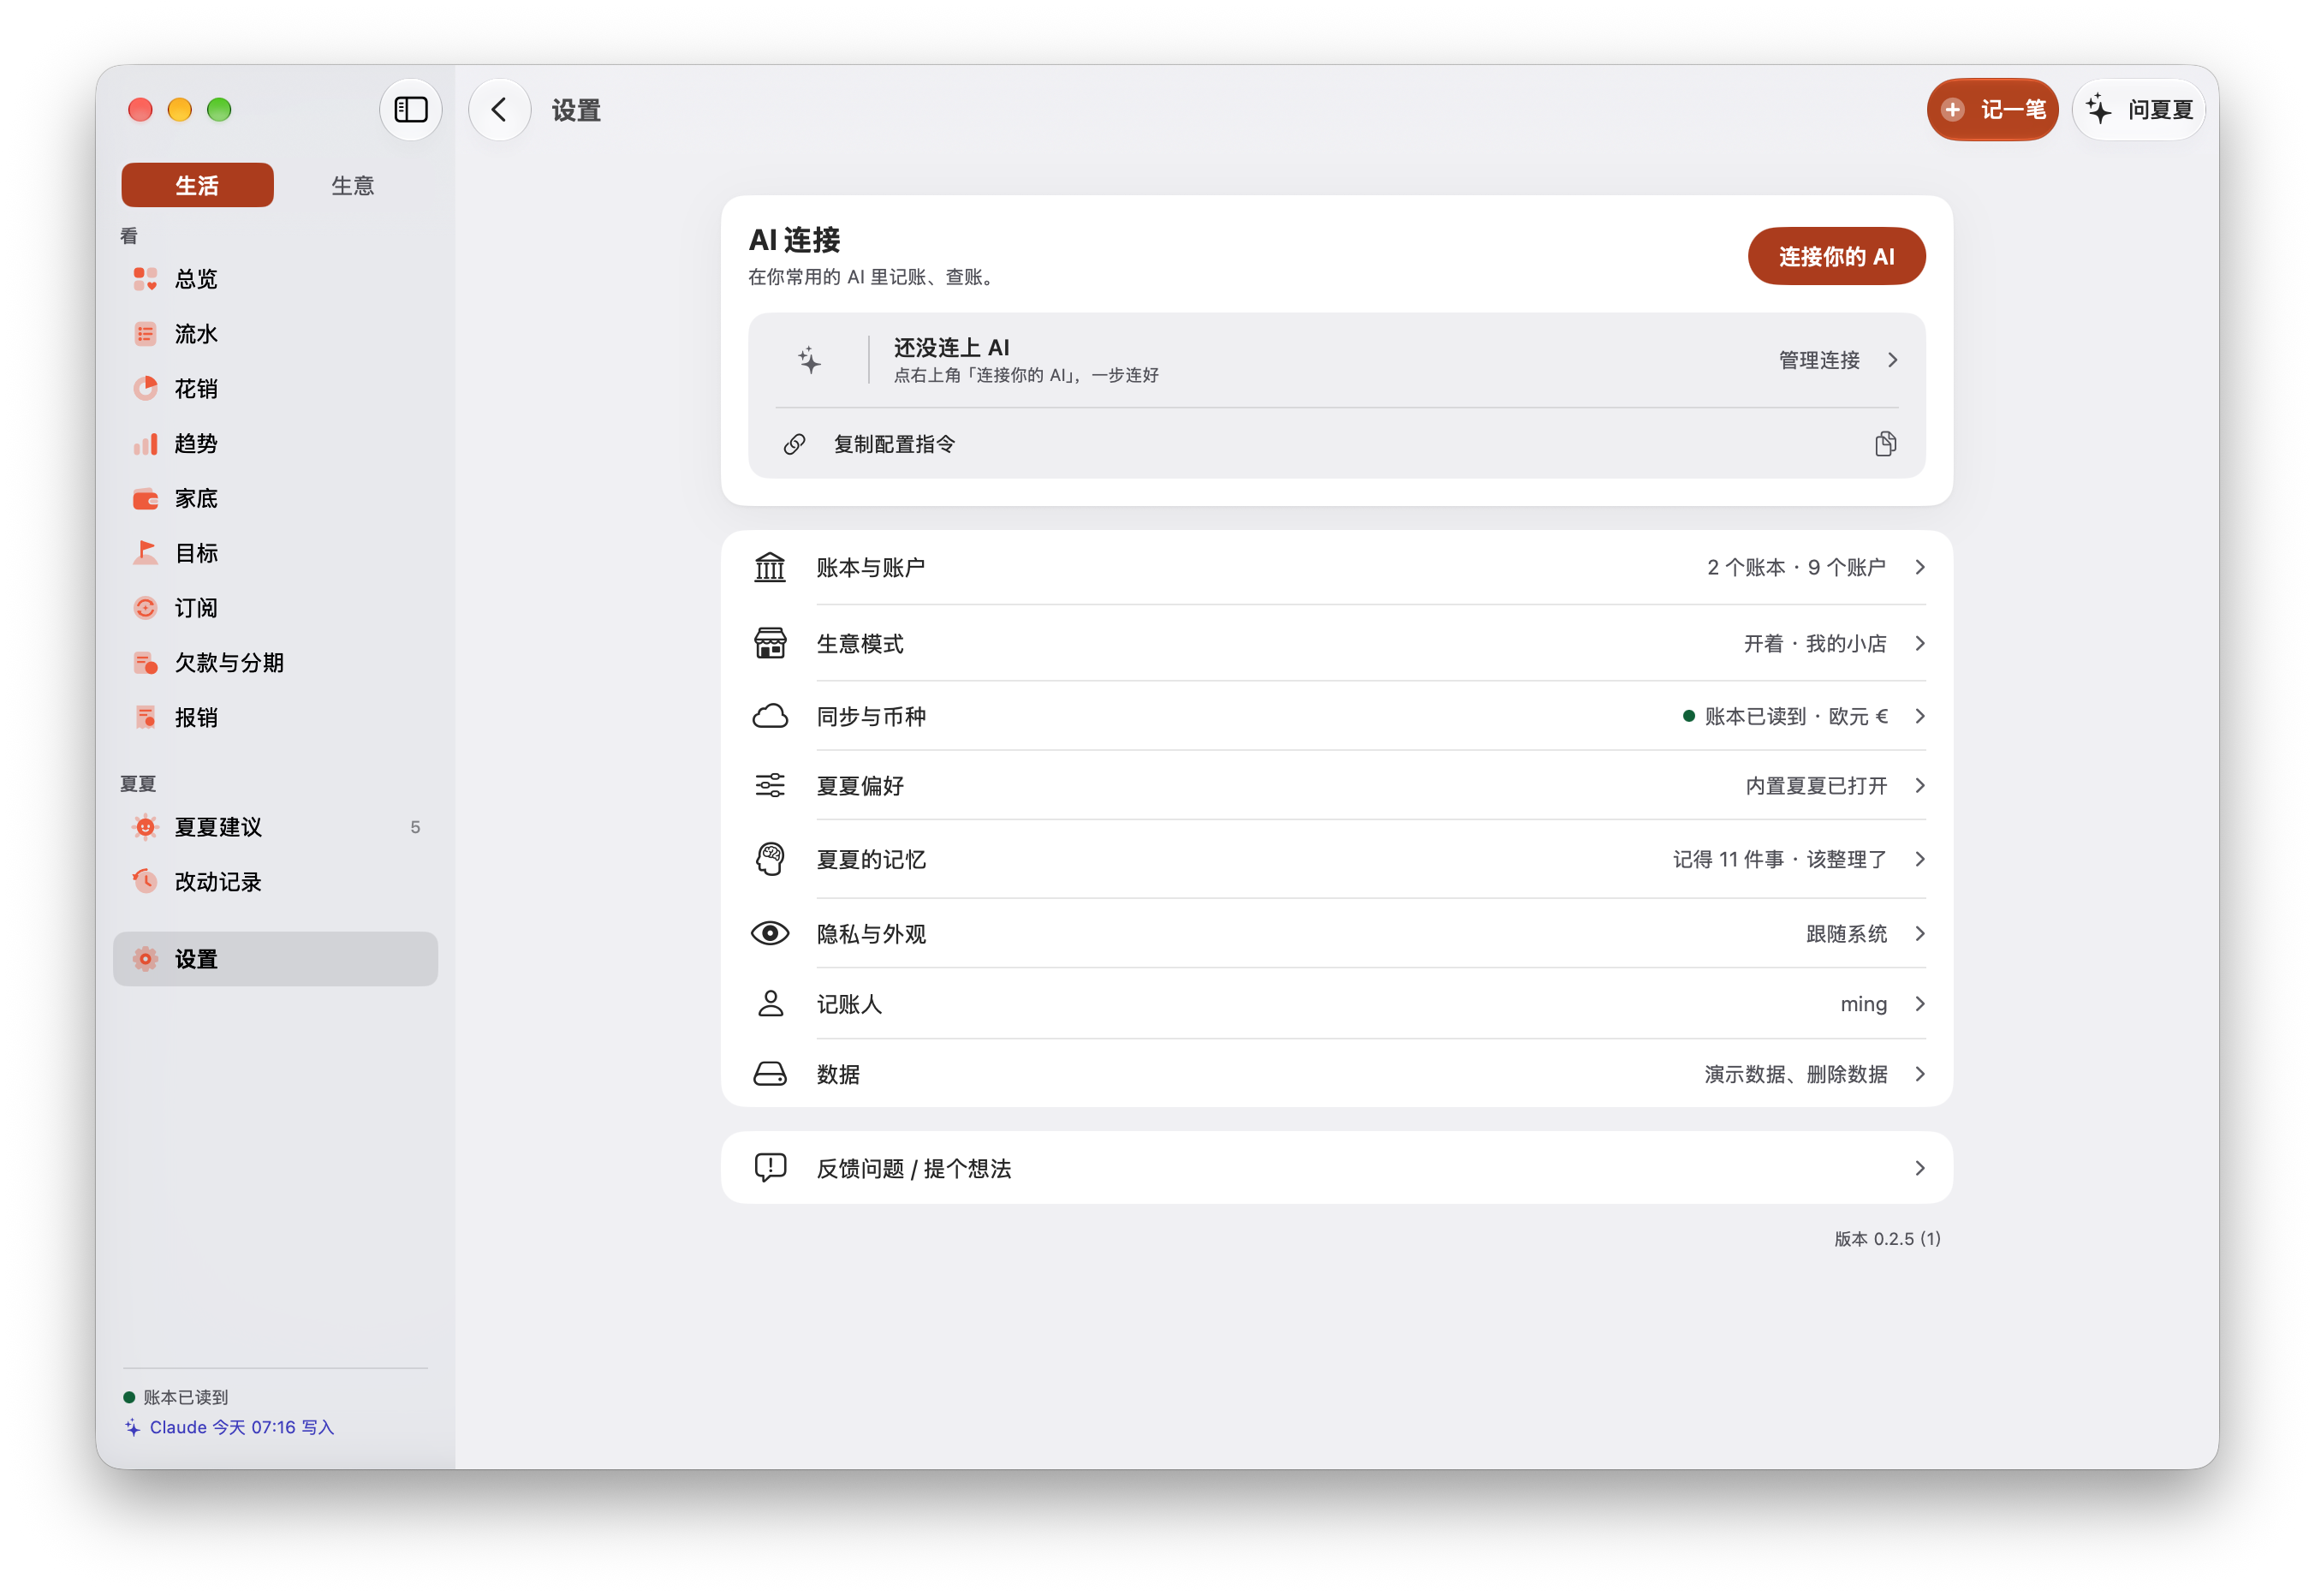 设置
记一笔
问夏夏
生活
生意
看
总览
流水
花销
趋势
家底
目标
订阅
欠款与分期
报销
夏夏
夏夏建议
5
改动记录
设置
账本已读到
Claude 今天 07:16 写入
AI 连接
在你常用的 AI 里记账、查账。
连接你的 AI
还没连上 AI
点右上角「连接你的 AI」，一步连好
管理连接
复制配置指令
账本与账户
2 个账本 · 9 个账户
生意模式
开着 · 我的小店
同步与币种
账本已读到 · 欧元 €
夏夏偏好
内置夏夏已打开
夏夏的记忆
记得 11 件事 · 该整理了
隐私与外观
跟随系统
记账人
ming
数据
演示数据、删除数据
反馈问题 / 提个想法
版本 0.2.5 (1)